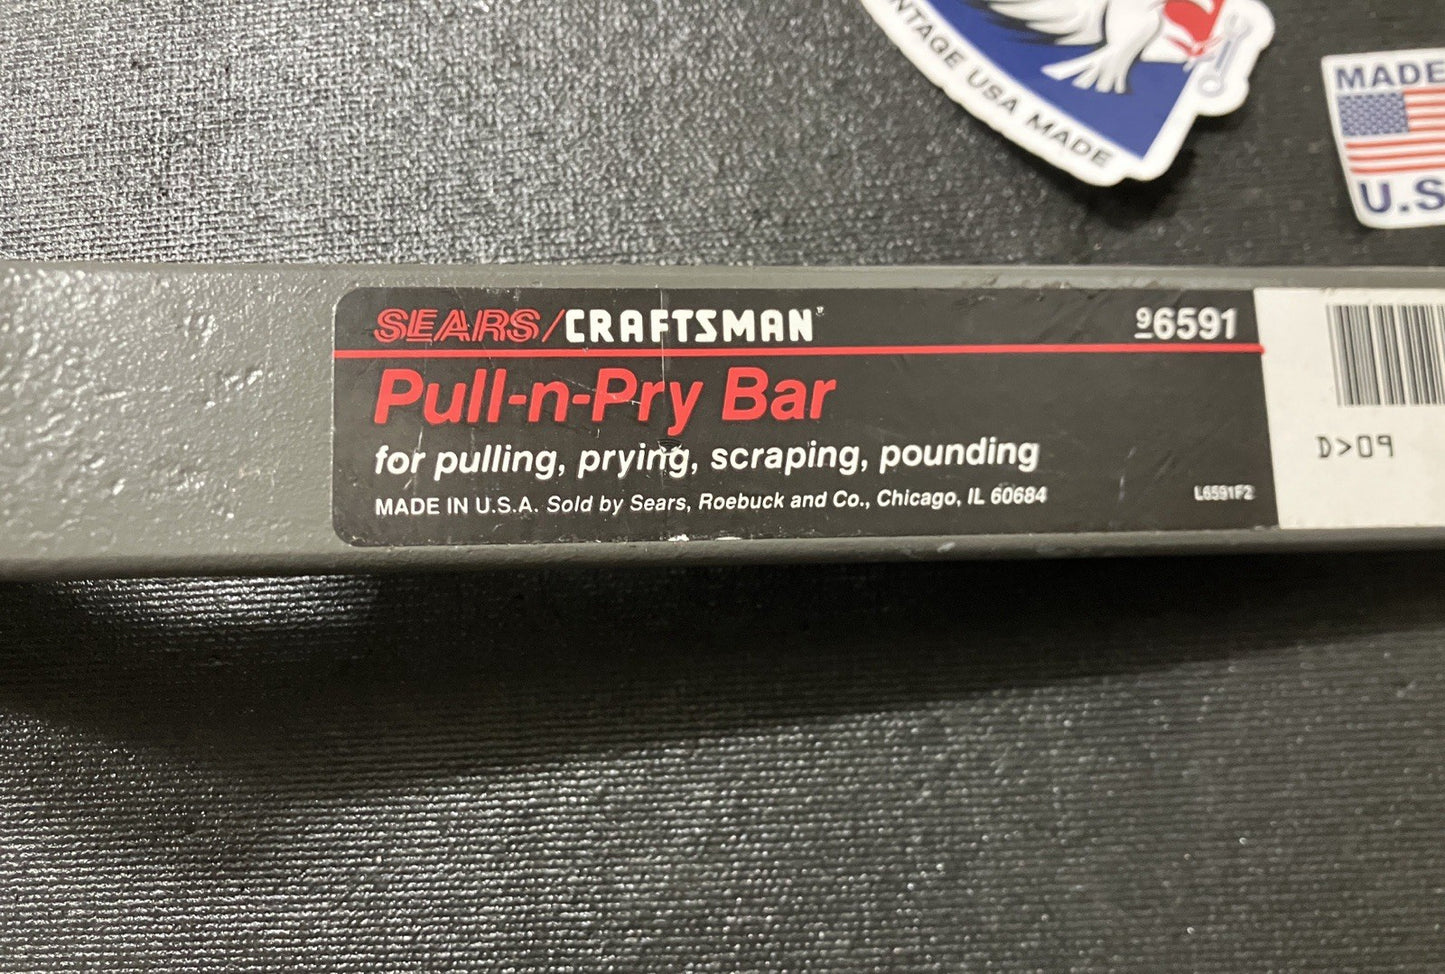 NTAGE USA MADE
MADE
U.S
SEARS/CRAFTSMAN
96591
Pull-n-Pry Bar
for pulling, prying, scraping, pounding
MADE IN U.S.A. Sold by Sears, Roebuck and Co., Chicago, IL 60684
L6591F2
D>09